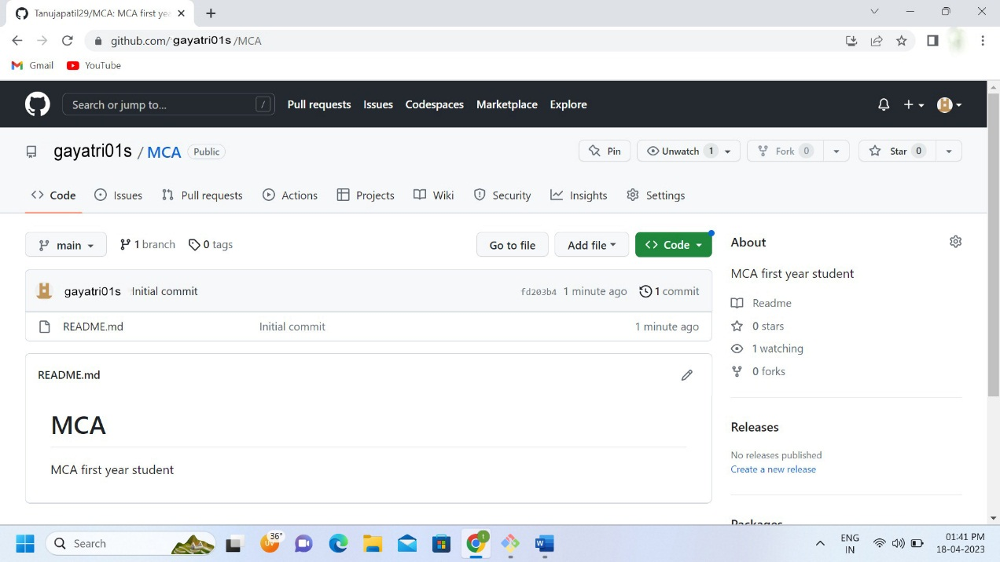 Tanujapatil29/MCA: MCA first yea
github.com/ gayatri01s /MCA
Gmail YouTube
Search or jump to... / Pull requests Issues Codespaces Marketplace Explore
gayatri01s / MCA Public Pin Unwatch 1 Fork 0 Star 0
Code Issues Pull requests Actions Projects Wiki Security Insights Settings
main 1 branch 0 tags Go to file Add file Code About
MCA first year student
gayatri01s Initial commit fd203b4 1 minute ago 1 commit
Readme
README.md Initial commit 1 minute ago
0 stars
1 watching
0 forks
README.md
MCA
MCA first year student
Releases
No releases published
Create a new release
Packages
Search UV 36° 1 W ENG IN 01:41 PM
18-04-2023